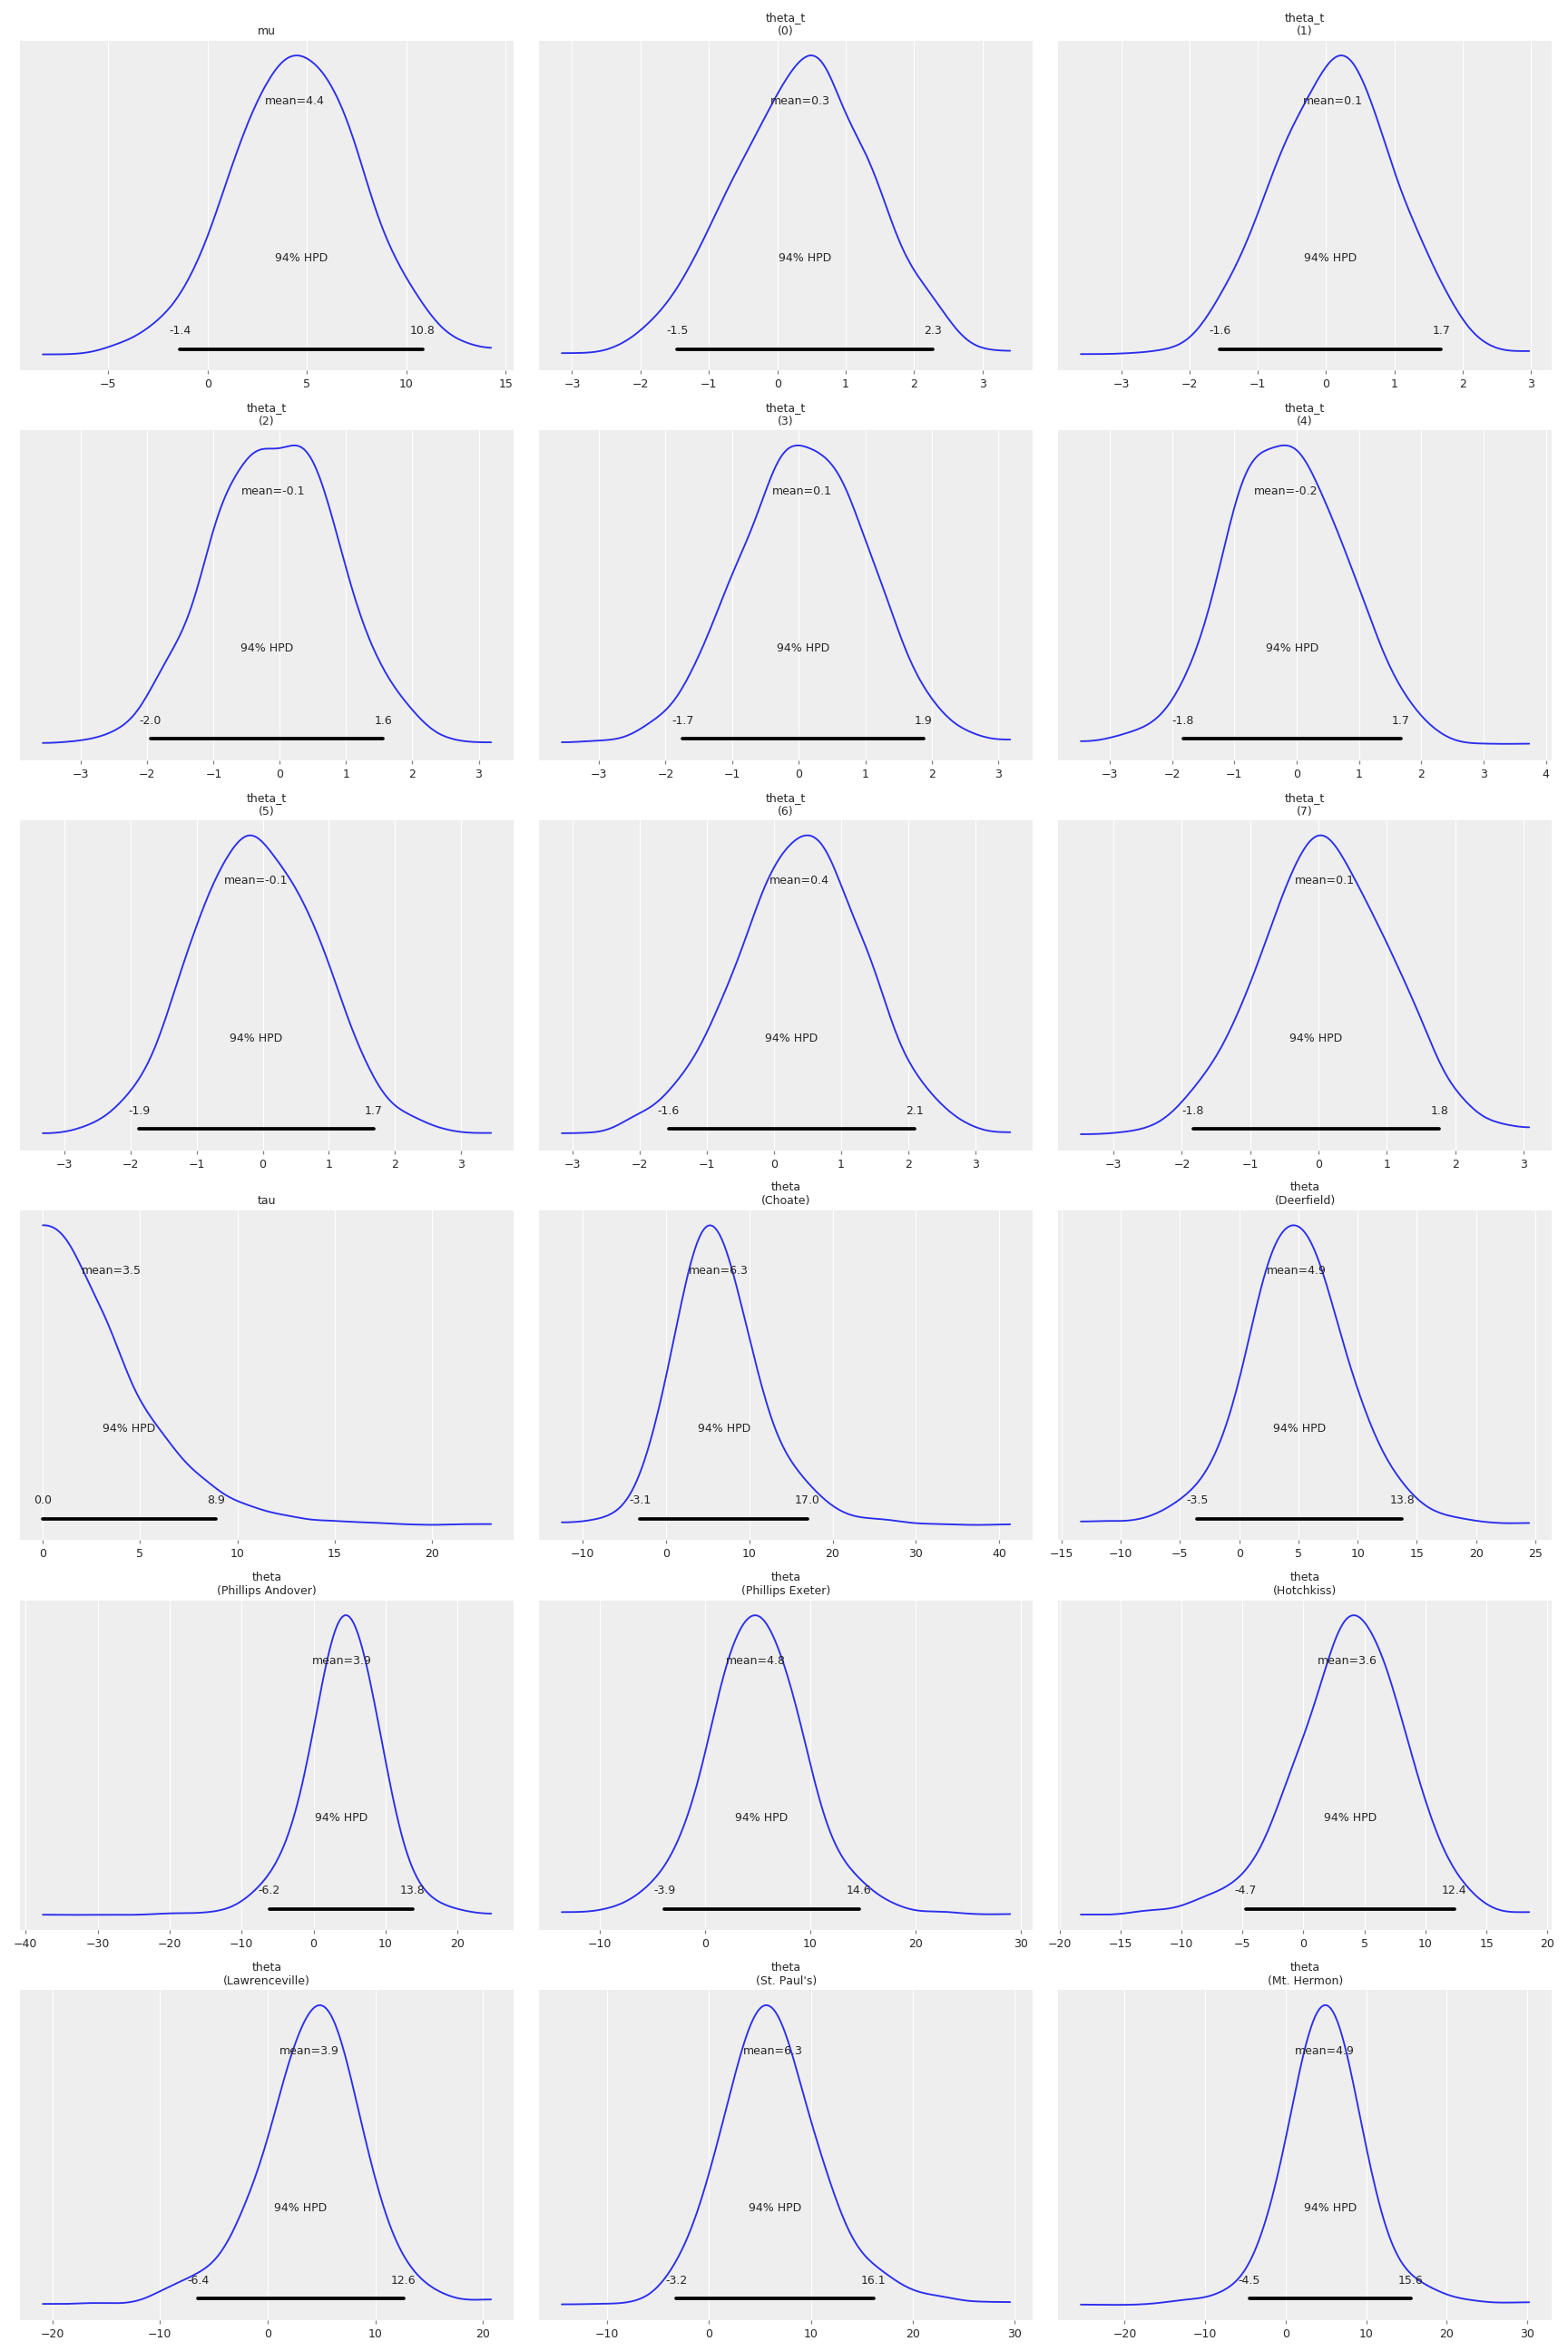 mu
mean=4.4
94% HPD
-1.4 10.8
−5 0 5 10 15
theta_t
(0)
mean=0.3
94% HPD
-1.5 2.3
−3 −2 −1 0 1 2 3
theta_t
(1)
mean=0.1
94% HPD
-1.6 1.7
−3 −2 −1 0 1 2 3
theta_t
(2)
mean=-0.1
94% HPD
-2.0 1.6
−3 −2 −1 0 1 2 3
theta_t
(3)
mean=0.1
94% HPD
-1.7 1.9
−3 −2 −1 0 1 2 3
theta_t
(4)
mean=-0.2
94% HPD
-1.8 1.7
−3 −2 −1 0 1 2 3 4
theta_t
(5)
mean=-0.1
94% HPD
-1.9 1.7
−3 −2 −1 0 1 2 3
theta_t
(6)
mean=0.4
94% HPD
-1.6 2.1
−3 −2 −1 0 1 2 3
theta_t
(7)
mean=0.1
94% HPD
-1.8 1.8
−3 −2 −1 0 1 2 3
tau
mean=3.5
94% HPD
0.0 8.9
0 5 10 15 20
theta
(Choate)
mean=6.3
94% HPD
-3.1 17.0
−10 0 10 20 30 40
theta
(Deerfield)
mean=4.9
94% HPD
-3.5 13.8
−15 −10 −5 0 5 10 15 20 25
theta
(Phillips Andover)
mean=3.9
94% HPD
-6.2 13.8
−40 −30 −20 −10 0 10 20
theta
(Phillips Exeter)
mean=4.8
94% HPD
-3.9 14.6
−10 0 10 20 30
theta
(Hotchkiss)
mean=3.6
94% HPD
-4.7 12.4
−20 −15 −10 −5 0 5 10 15 20
theta
(Lawrenceville)
mean=3.9
94% HPD
-6.4 12.6
−20 −10 0 10 20
theta
(St. Paul's)
mean=6.3
94% HPD
-3.2 16.1
−10 0 10 20 30
theta
(Mt. Hermon)
mean=4.9
94% HPD
-4.5 15.6
−20 −10 0 10 20 30